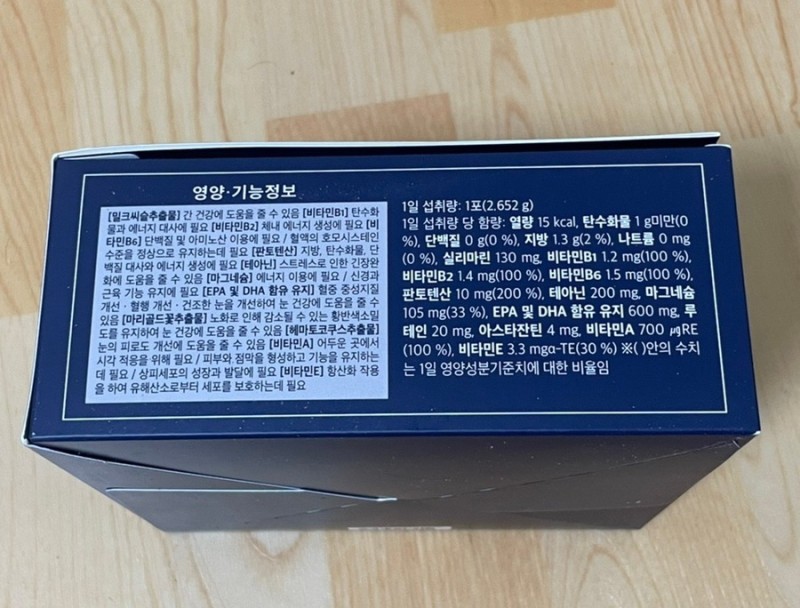 영양·기능정보
[밀크씨슬추출물] 간 건강에 도움을 줄 수 있음 [비타민B1] 탄수화
물과 에너지 대사에 필요 [비타민B2] 체내 에너지 생성에 필요 [비
타민B6] 단백질 및 아미노산 이용에 필요 / 혈액의 호모시스테인
수준을 정상으로 유지하는데 필요 [판토텐산] 지방, 탄수화물, 단
백질 대사와 에너지 생성에 필요 [테아닌] 스트레스로 인한 긴장완
화에 도움을 줄 수 있음 [마그네슘] 에너지 이용에 필요 / 신경과
근육 기능 유지에 필요 [EPA 및 DHA 함유 유지] 혈중 중성지질
개선 · 혈행 개선 · 건조한 눈을 개선하여 눈 건강에 도움을 줄 수
있음 [마리골드꽃추출물] 노화로 인해 감소될 수 있는 황반색소밀
도를 유지하여 눈 건강에 도움을 줄 수 있음 [헤마토코쿠스추출물]
눈의 피로도 개선에 도움을 줄 수 있음 [비타민A] 어두운 곳에서
시각 적응을 위해 필요 / 피부와 점막을 형성하고 기능을 유지하는
데 필요 / 상피세포의 성장과 발달에 필요 [비타민E] 항산화 작용
을 하여 유해산소로부터 세포를 보호하는데 필요
1일 섭취량: 1포(2.652 g)
1일 섭취량 당 함량: 열량 15 kcal, 탄수화물 1 g미만(0
%), 단백질 0 g(0 %), 지방 1.3 g(2 %), 나트륨 0 mg
(0 %), 실리마린 130 mg, 비타민B1 1.2 mg(100 %),
비타민B2 1.4 mg(100 %), 비타민B6 1.5 mg(100 %),
판토텐산 10 mg(200 %), 테아닌 200 mg, 마그네슘
105 mg(33 %), EPA 및 DHA 함유 유지 600 mg, 루
테인 20 mg, 아스타잔틴 4 mg, 비타민A 700 μgRE
(100 %), 비타민E 3.3 mgα-TE(30 %) ※( )안의 수치
는 1일 영양성분기준치에 대한 비율임